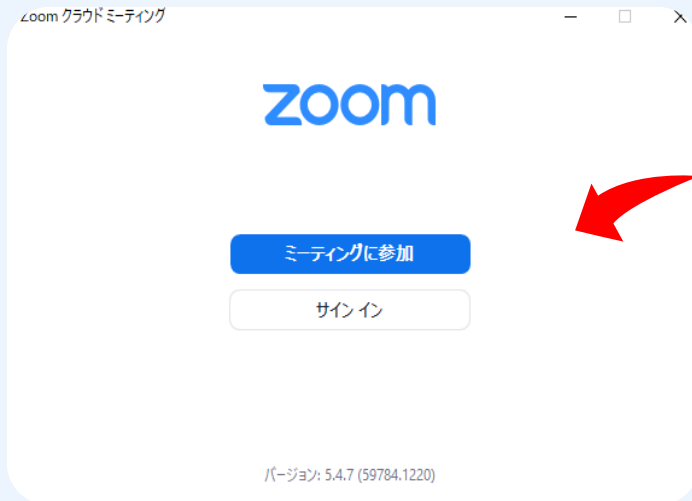 Zoom クラウド ミーティング
zoom
ミーティングに参加
サイン イン
バージョン: 5.4.7 (59784.1220)